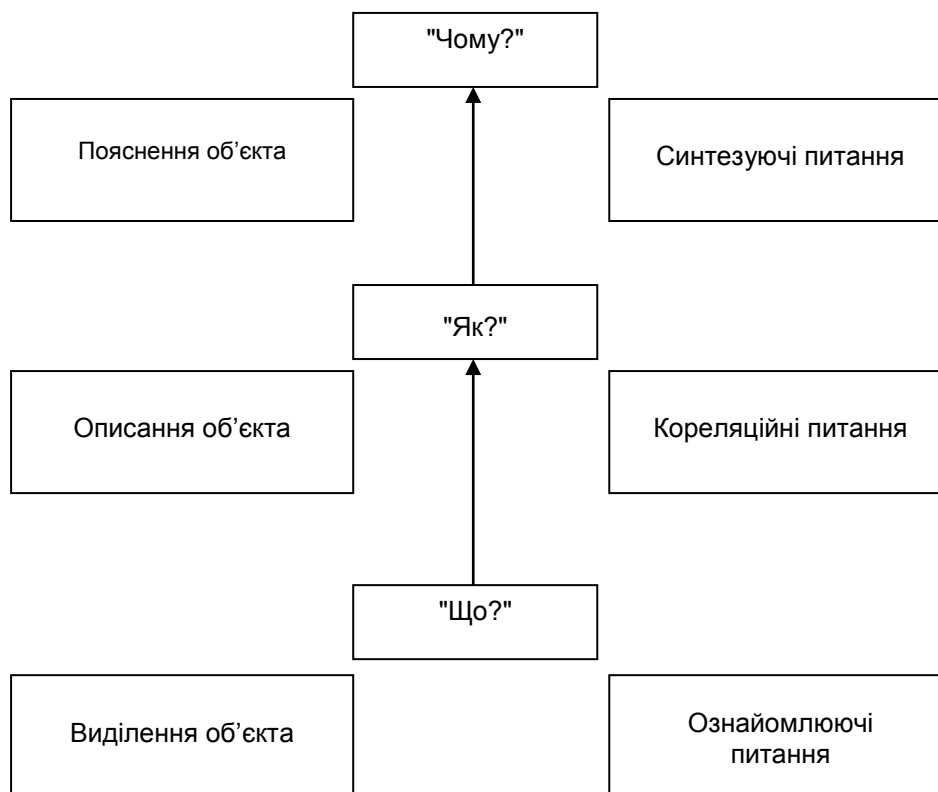 "Чому?"
Пояснення об’єкта
Синтезуючі питання
"Як?"
Описання об’єкта
Кореляційні питання
"Що?"
Виділення об’єкта
Ознайомлюючі
питання